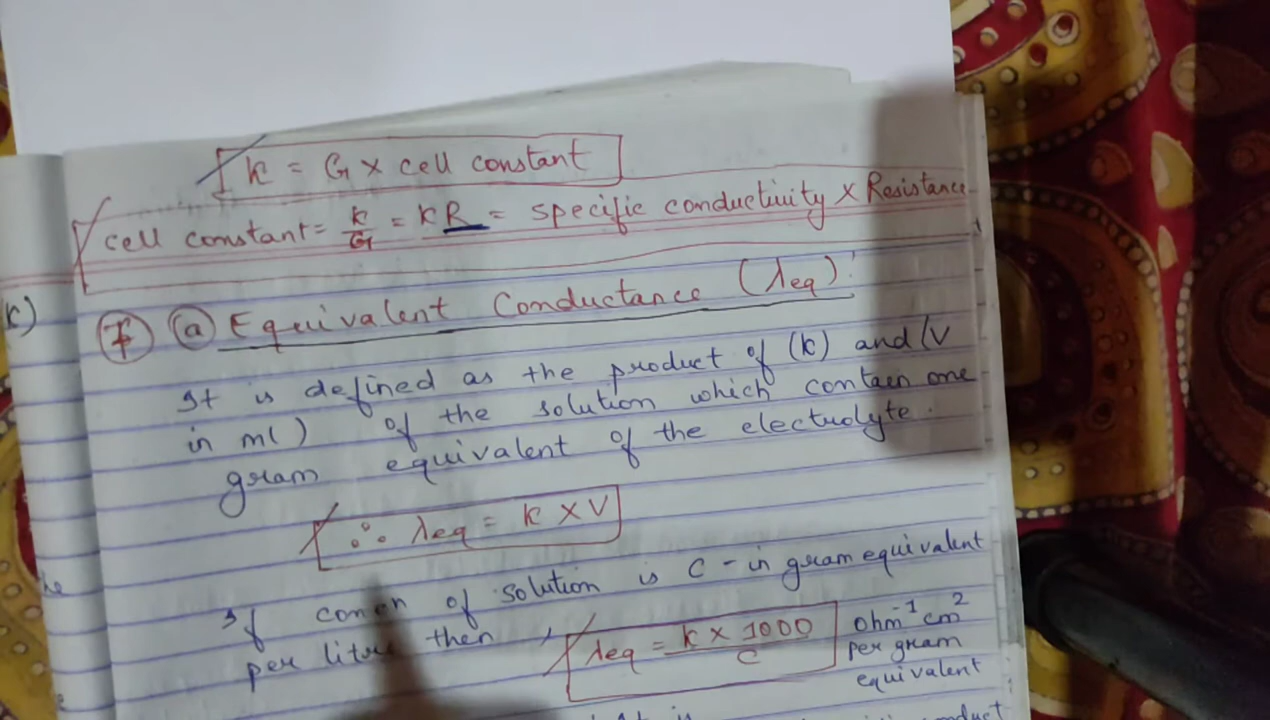 k = G × cell constant
cell constant = k/G = kR = specific conductivity × Resistance
k)
7 a Equivalent Conductance (λeq):
It is defined as the product of (k) and (V
in ml) of the solution which contain one
gram equivalent of the electrolyte.
∴ λeq = k × V
If concn of solution is C - in gram equivalent
per litre then, λeq = k × 1000 / C ohm⁻¹ cm²
per gram
equivalent